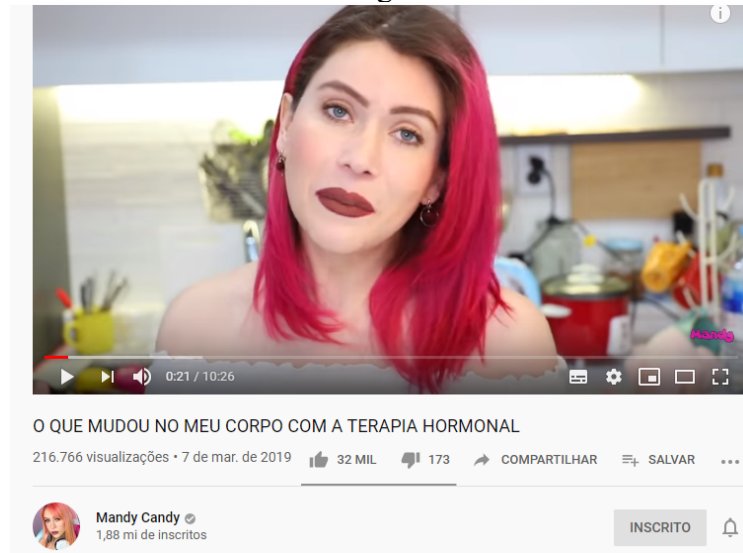 Mandy
0:21 / 10:26
O QUE MUDOU NO MEU CORPO COM A TERAPIA HORMONAL
216.766 visualizações • 7 de mar. de 2019 32 MIL 173 COMPARTILHAR SALVAR
Mandy Candy
1,88 mi de inscritos
INSCRITO